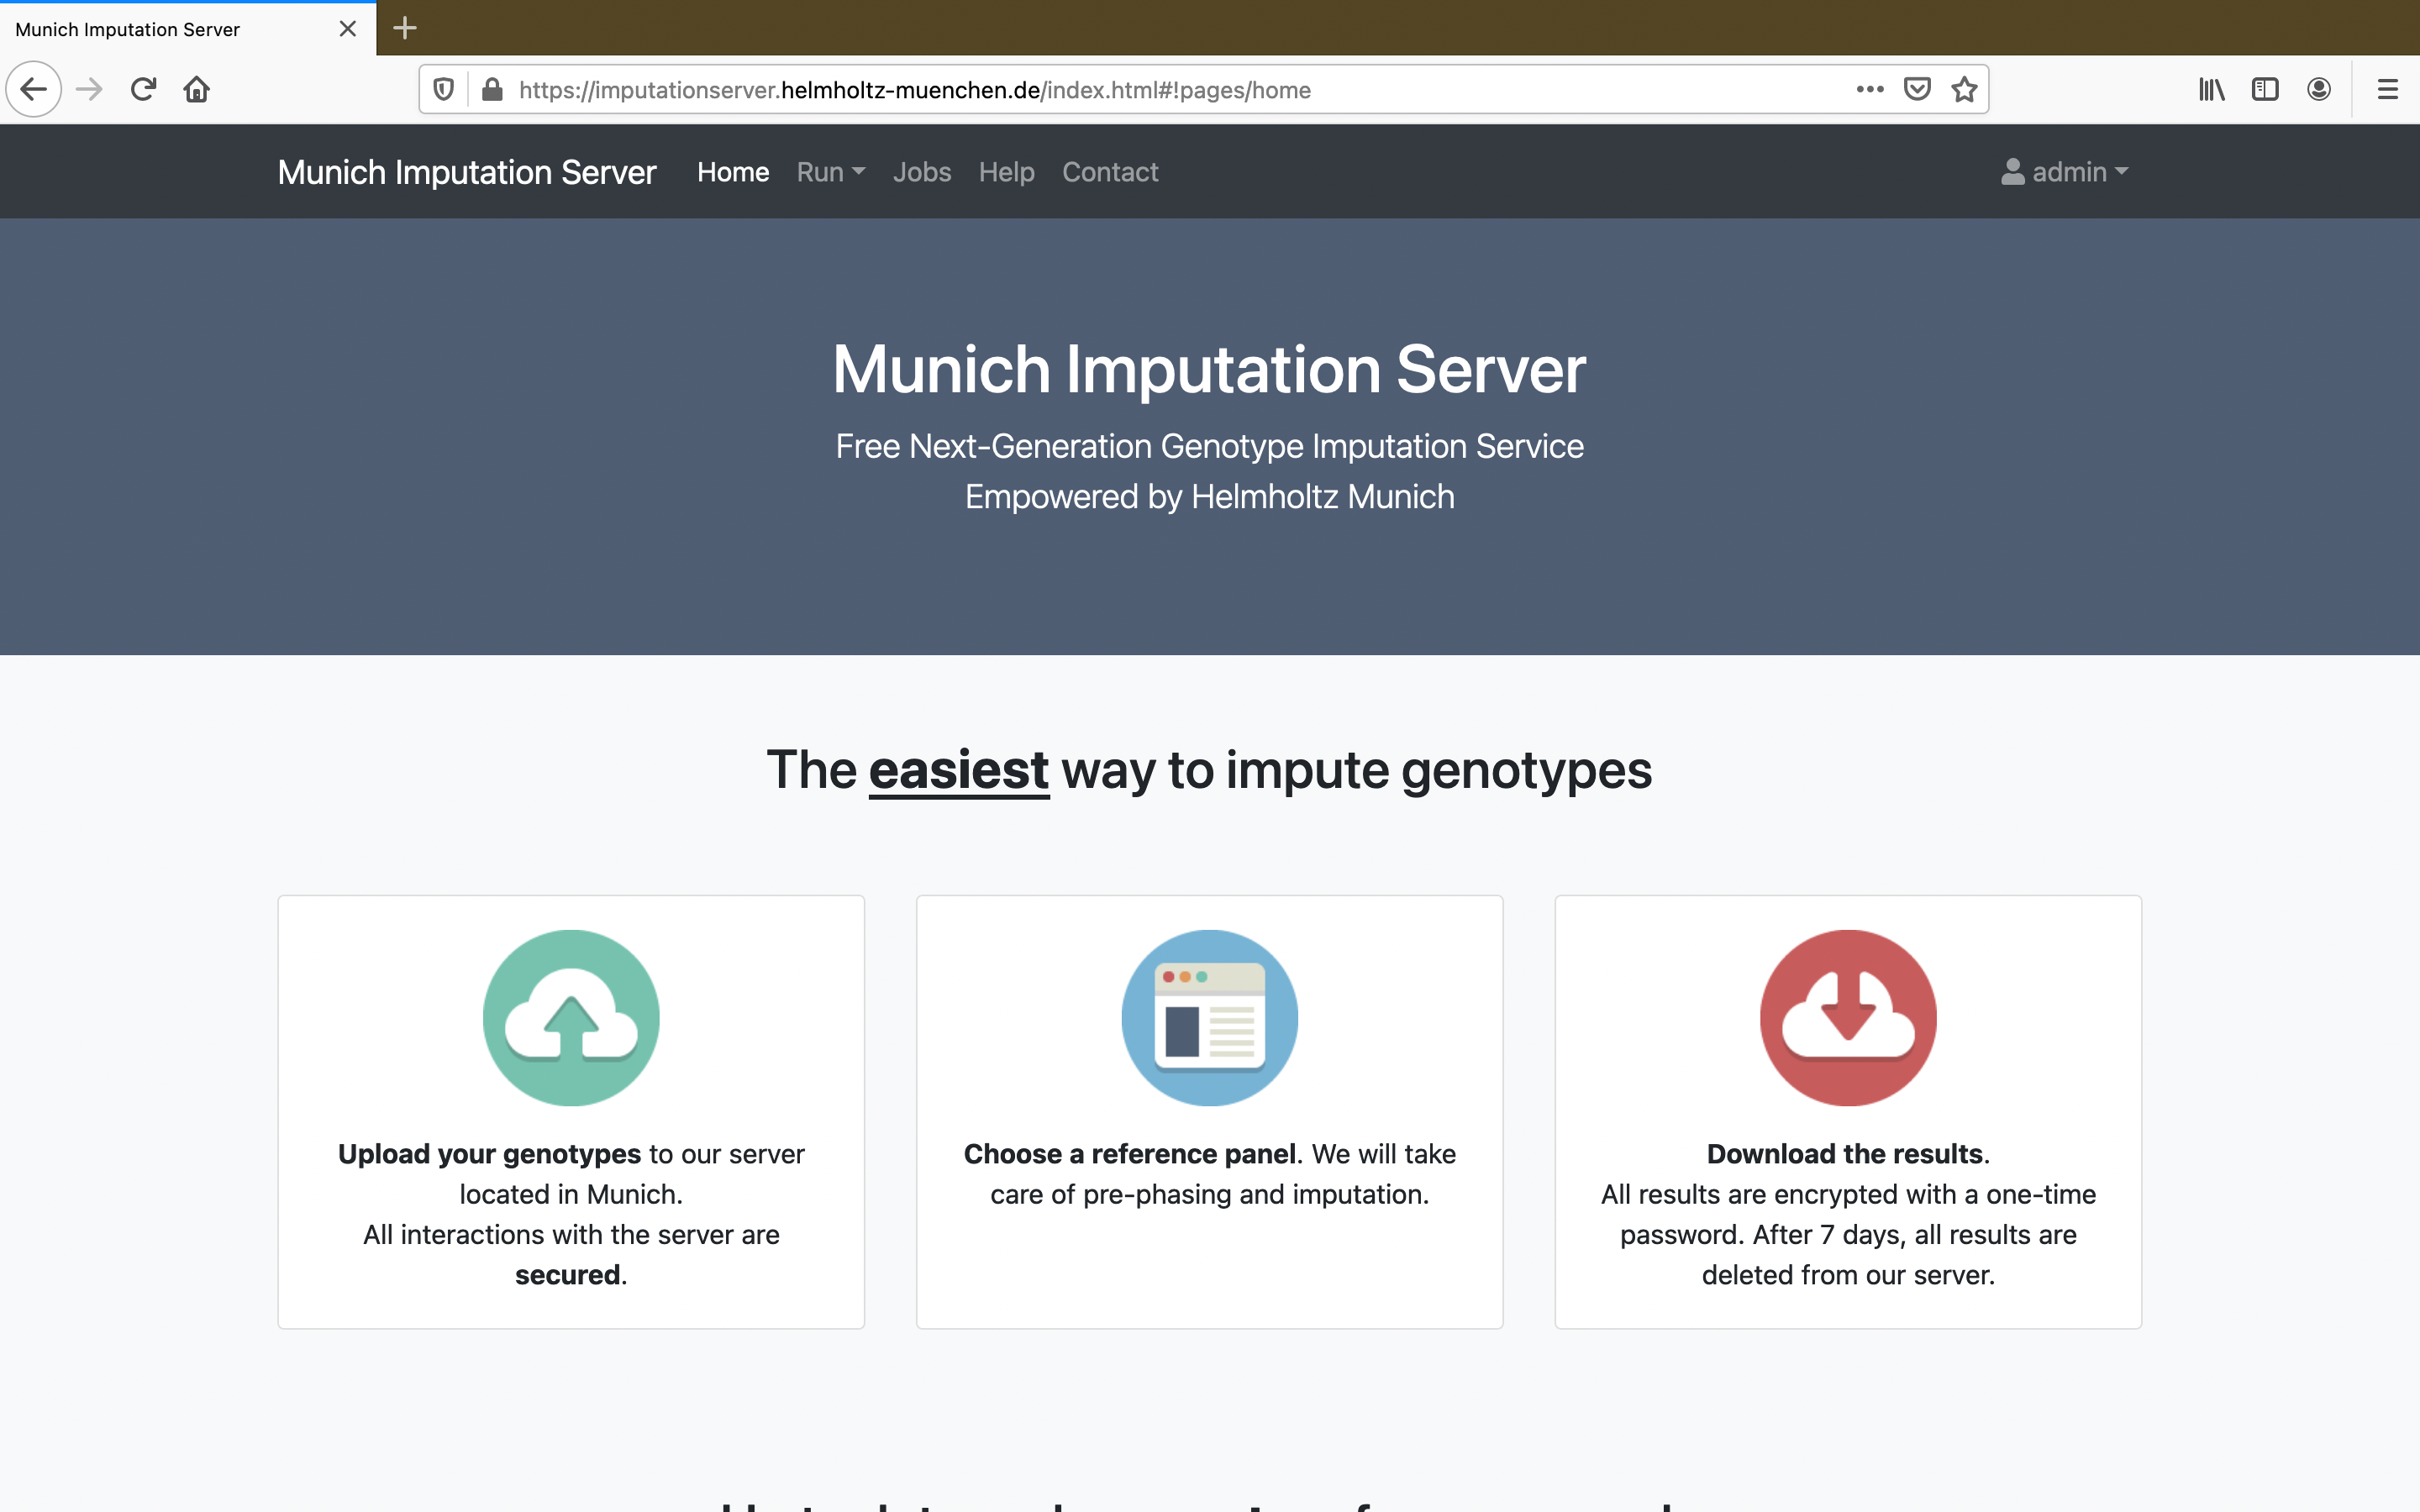 Munich Imputation Server
https://imputationserver.helmholtz-muenchen.de/index.html#!pages/home
Munich Imputation Server Home Run Jobs Help Contact admin
Munich Imputation Server
Free Next-Generation Genotype Imputation Service
Empowered by Helmholtz Munich
The easiest way to impute genotypes
Upload your genotypes to our server
located in Munich.
All interactions with the server are
secured.
Choose a reference panel. We will take
care of pre-phasing and imputation.
Download the results.
All results are encrypted with a one-time
password. After 7 days, all results are
deleted from our server.